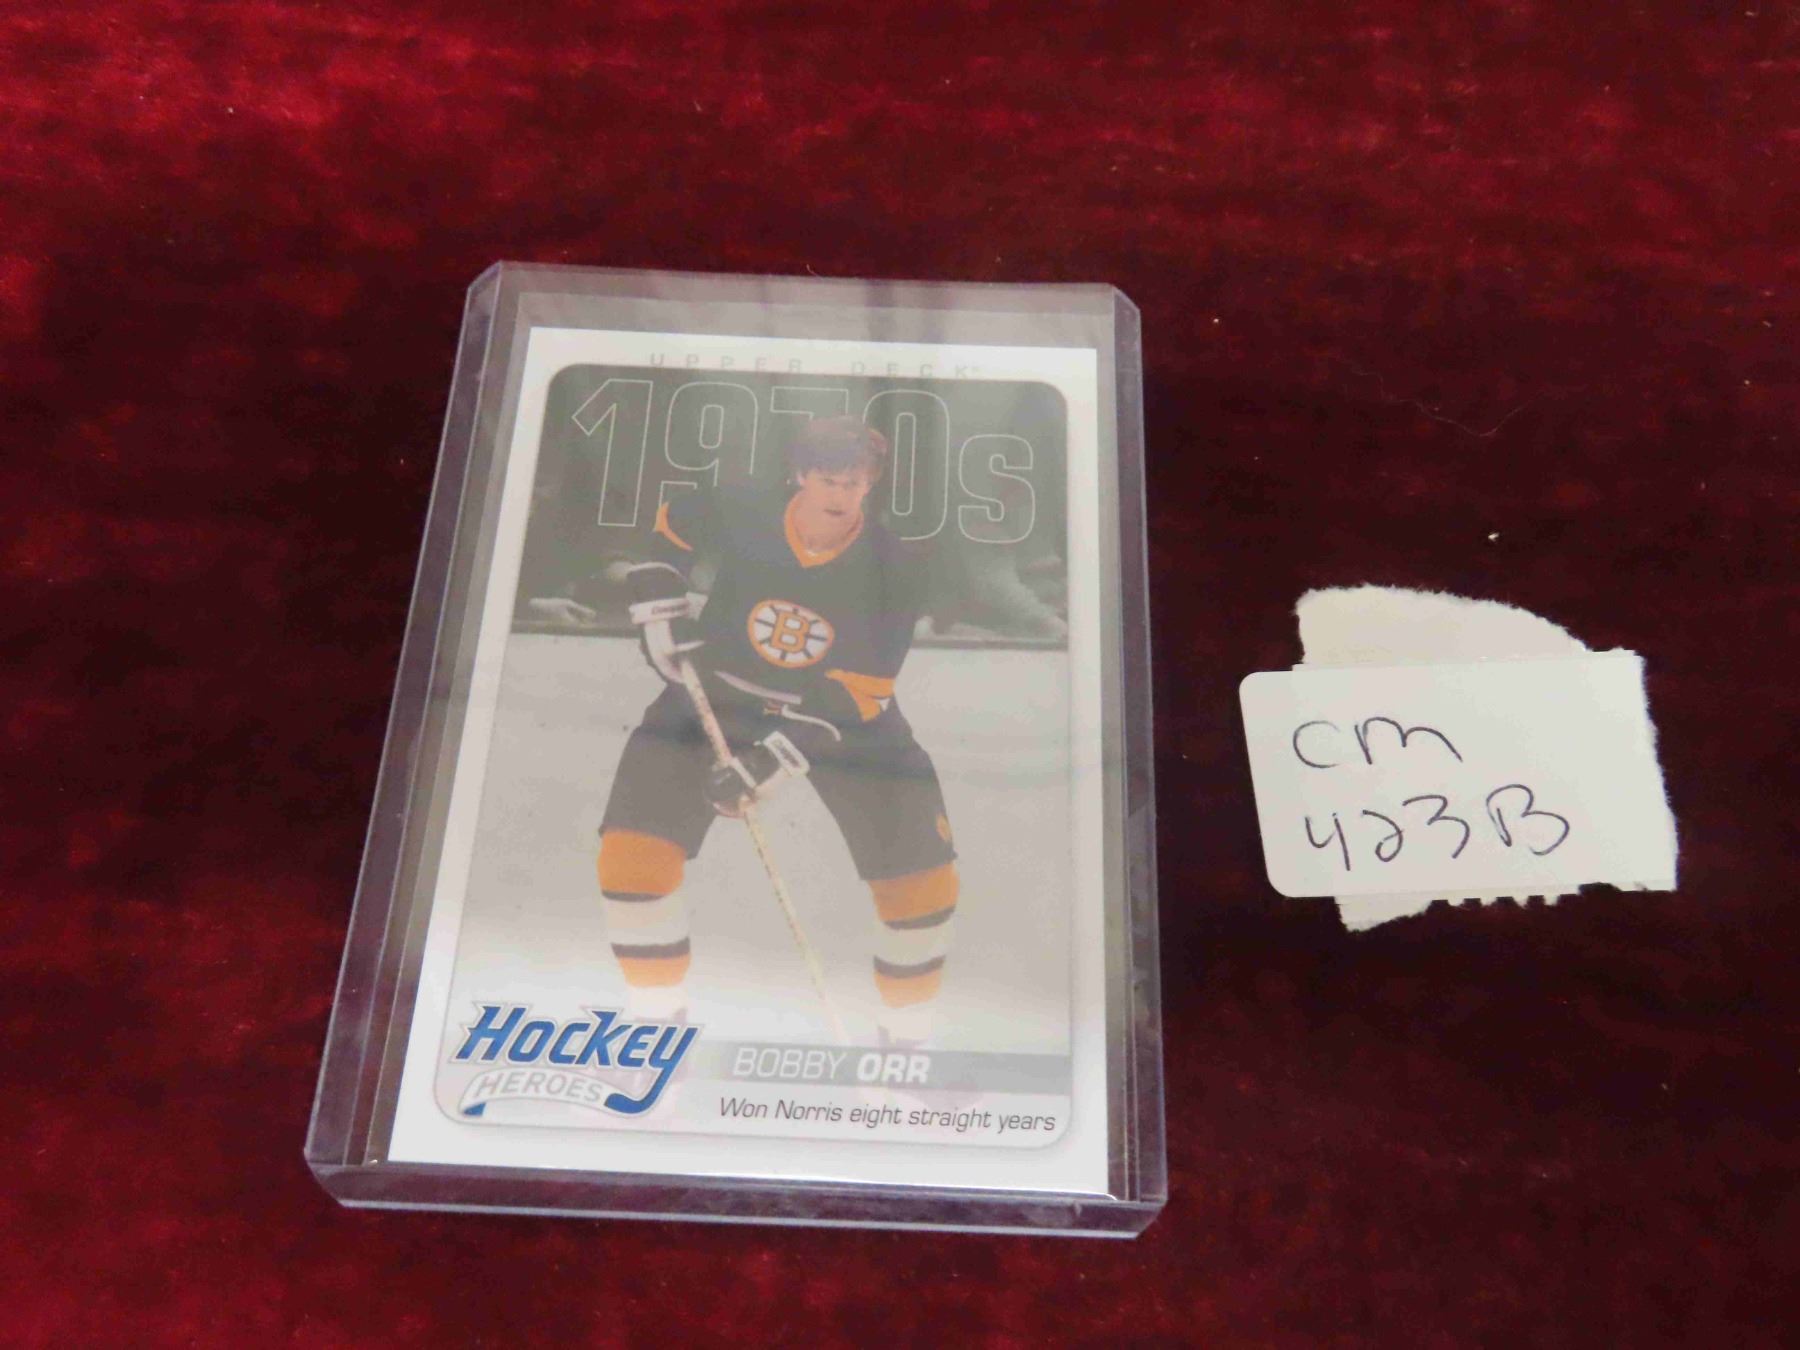 UPPER DECK
1970s
B
Hockey
HEROES
BOBBY ORR
Won Norris eight straight years
cm
423B